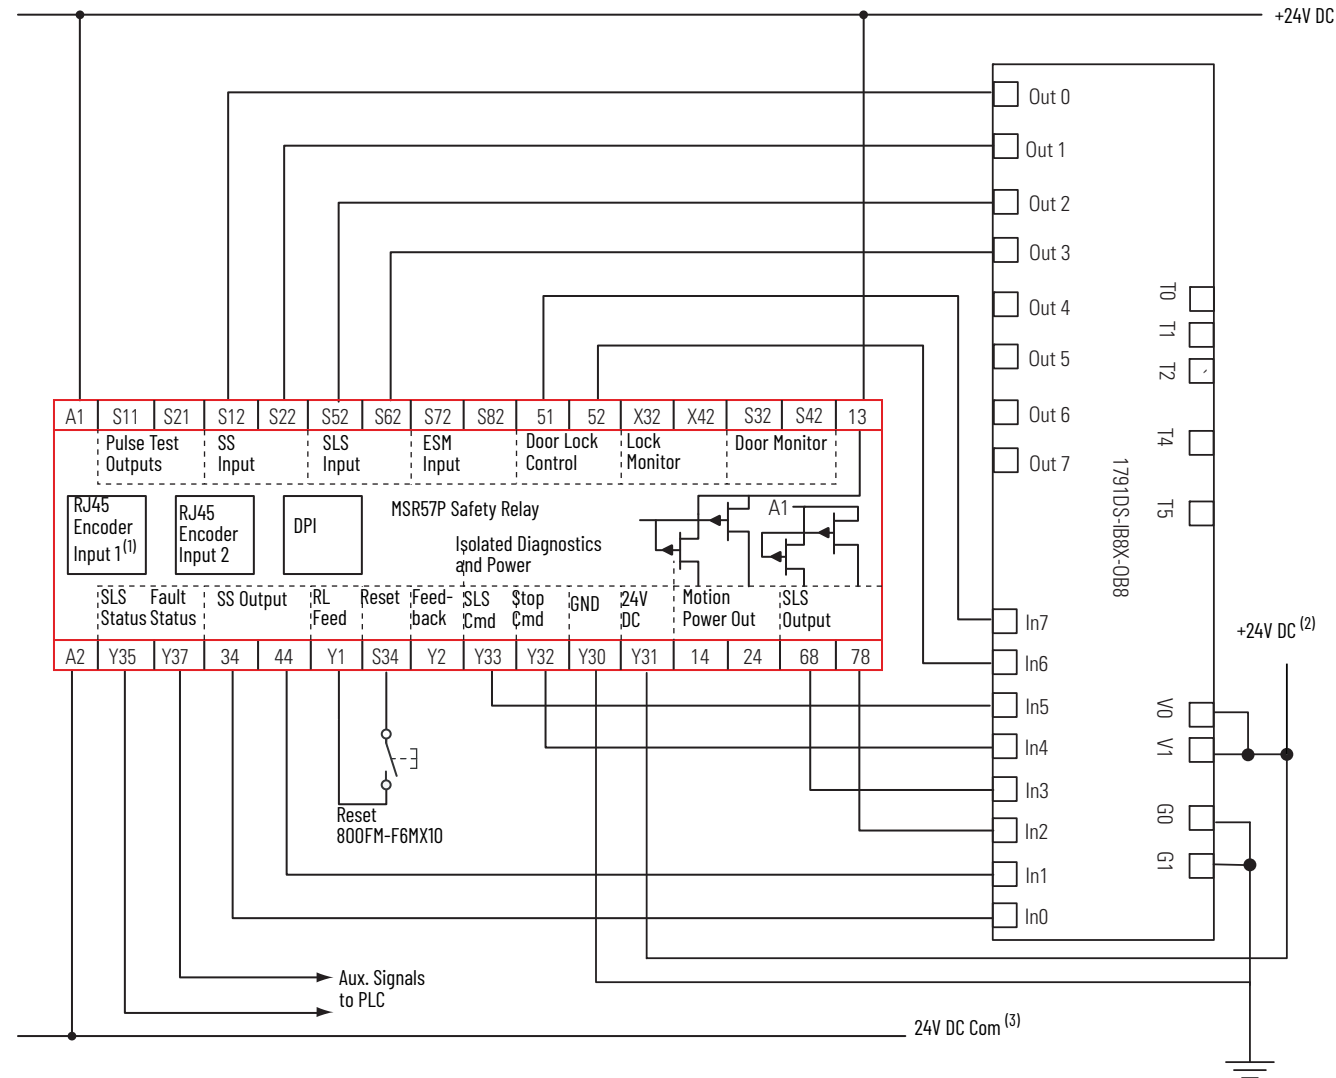 +24V DC
Out 0
Out 1
Out 2
Out 3
Out 4
Out 5
Out 6
Out 7
T0
T1
T2
T4
T5
1791DS-IB8X-OB8
A1 S11 S21 S12 S22 S52 S62 S72 S82 51 52 X32 X42 S32 S42 13
Pulse Test
Outputs
SS
Input
SLS
Input
ESM
Input
Door Lock
Control
Lock
Monitor
Door Monitor
RJ45
Encoder
Input 1(1)
RJ45
Encoder
Input 2
DPI
MSR57P Safety Relay
Isolated Diagnostics
and Power
A1
SLS
Status
Fault
Status
SS Output
RL
Feed
Reset
Feed-
back
SLS
Cmd
Stop
Cmd
GND
24V
DC
Motion
Power Out
SLS
Output
A2 Y35 Y37 34 44 Y1 S34 Y2 Y33 Y32 Y30 Y31 14 24 68 78
In7
In6
In5
In4
In3
In2
In1
In0
+24V DC (2)
V0
V1
G0
G1
Reset
800FM-F6MX10
Aux. Signals
to PLC
24V DC Com (3)